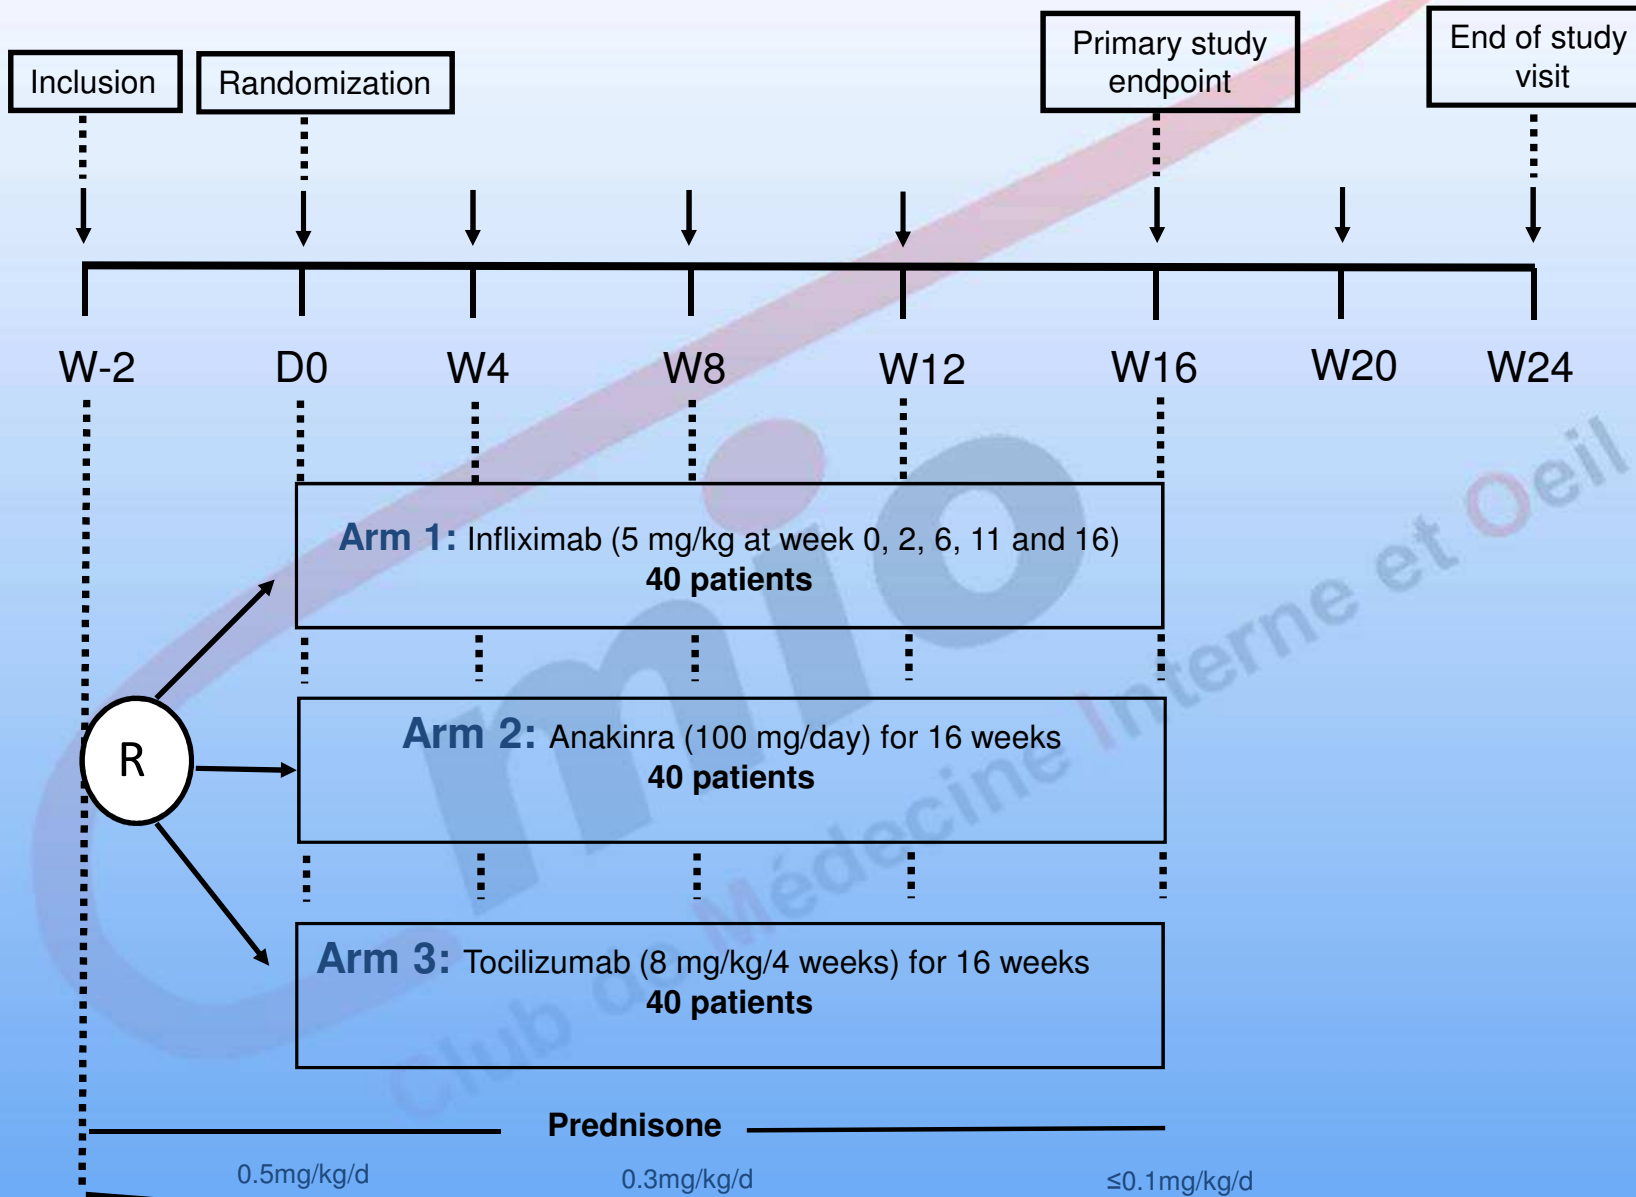 Inclusion
Randomization
Primary study
endpoint
End of study
visit
W-2 D0 W4 W8 W12 W16 W20 W24
Arm 1: Infliximab (5 mg/kg at week 0, 2, 6, 11 and 16)
40 patients
R
Arm 2: Anakinra (100 mg/day) for 16 weeks
40 patients
Arm 3: Tocilizumab (8 mg/kg/4 weeks) for 16 weeks
40 patients
Prednisone
0.5mg/kg/d 0.3mg/kg/d ≤0.1mg/kg/d
mio
Club de Médecine Interne et Oeil